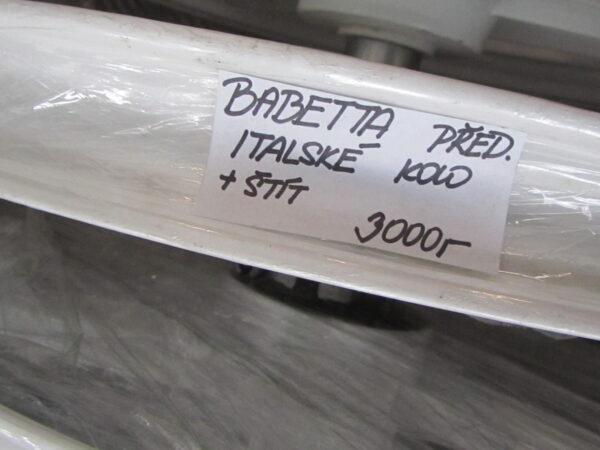 BABETTA PŘED.
ITALSKÉ KOLO
+ ŠTÍT
3000,-